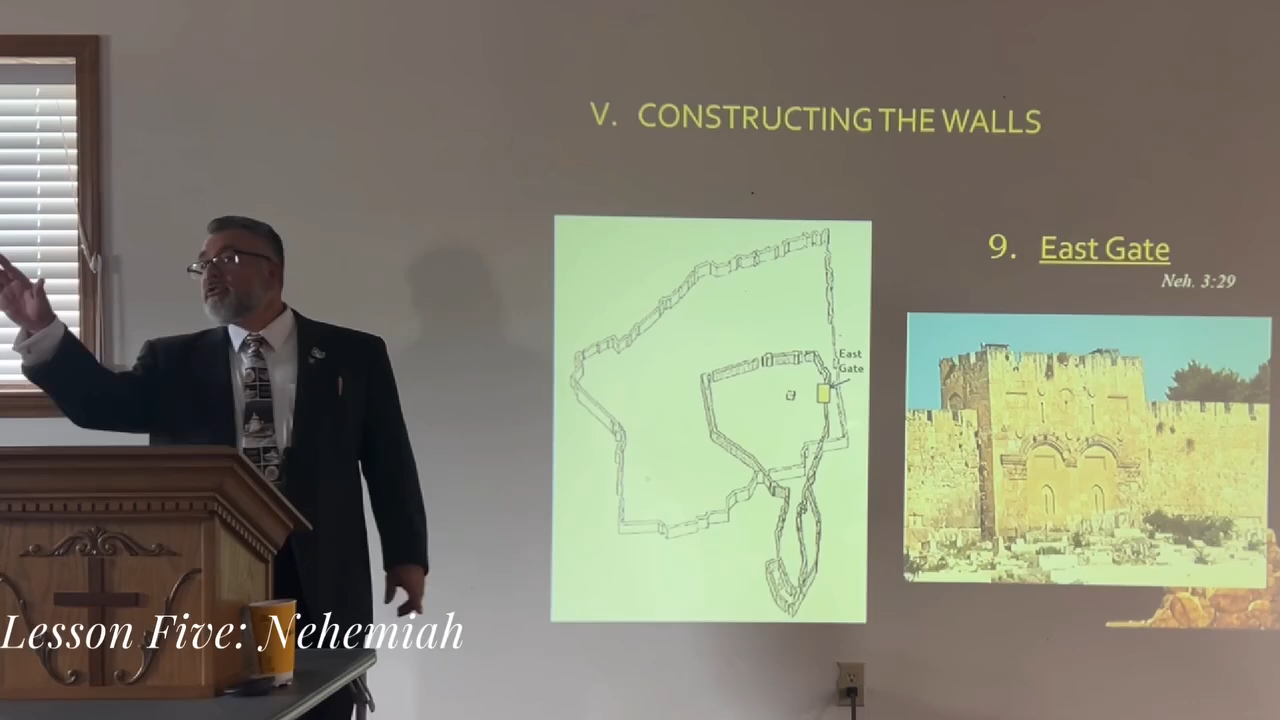 V. CONSTRUCTING THE WALLS
9. East Gate
Neh. 3:29
East
Gate
Lesson Five: Nehemiah